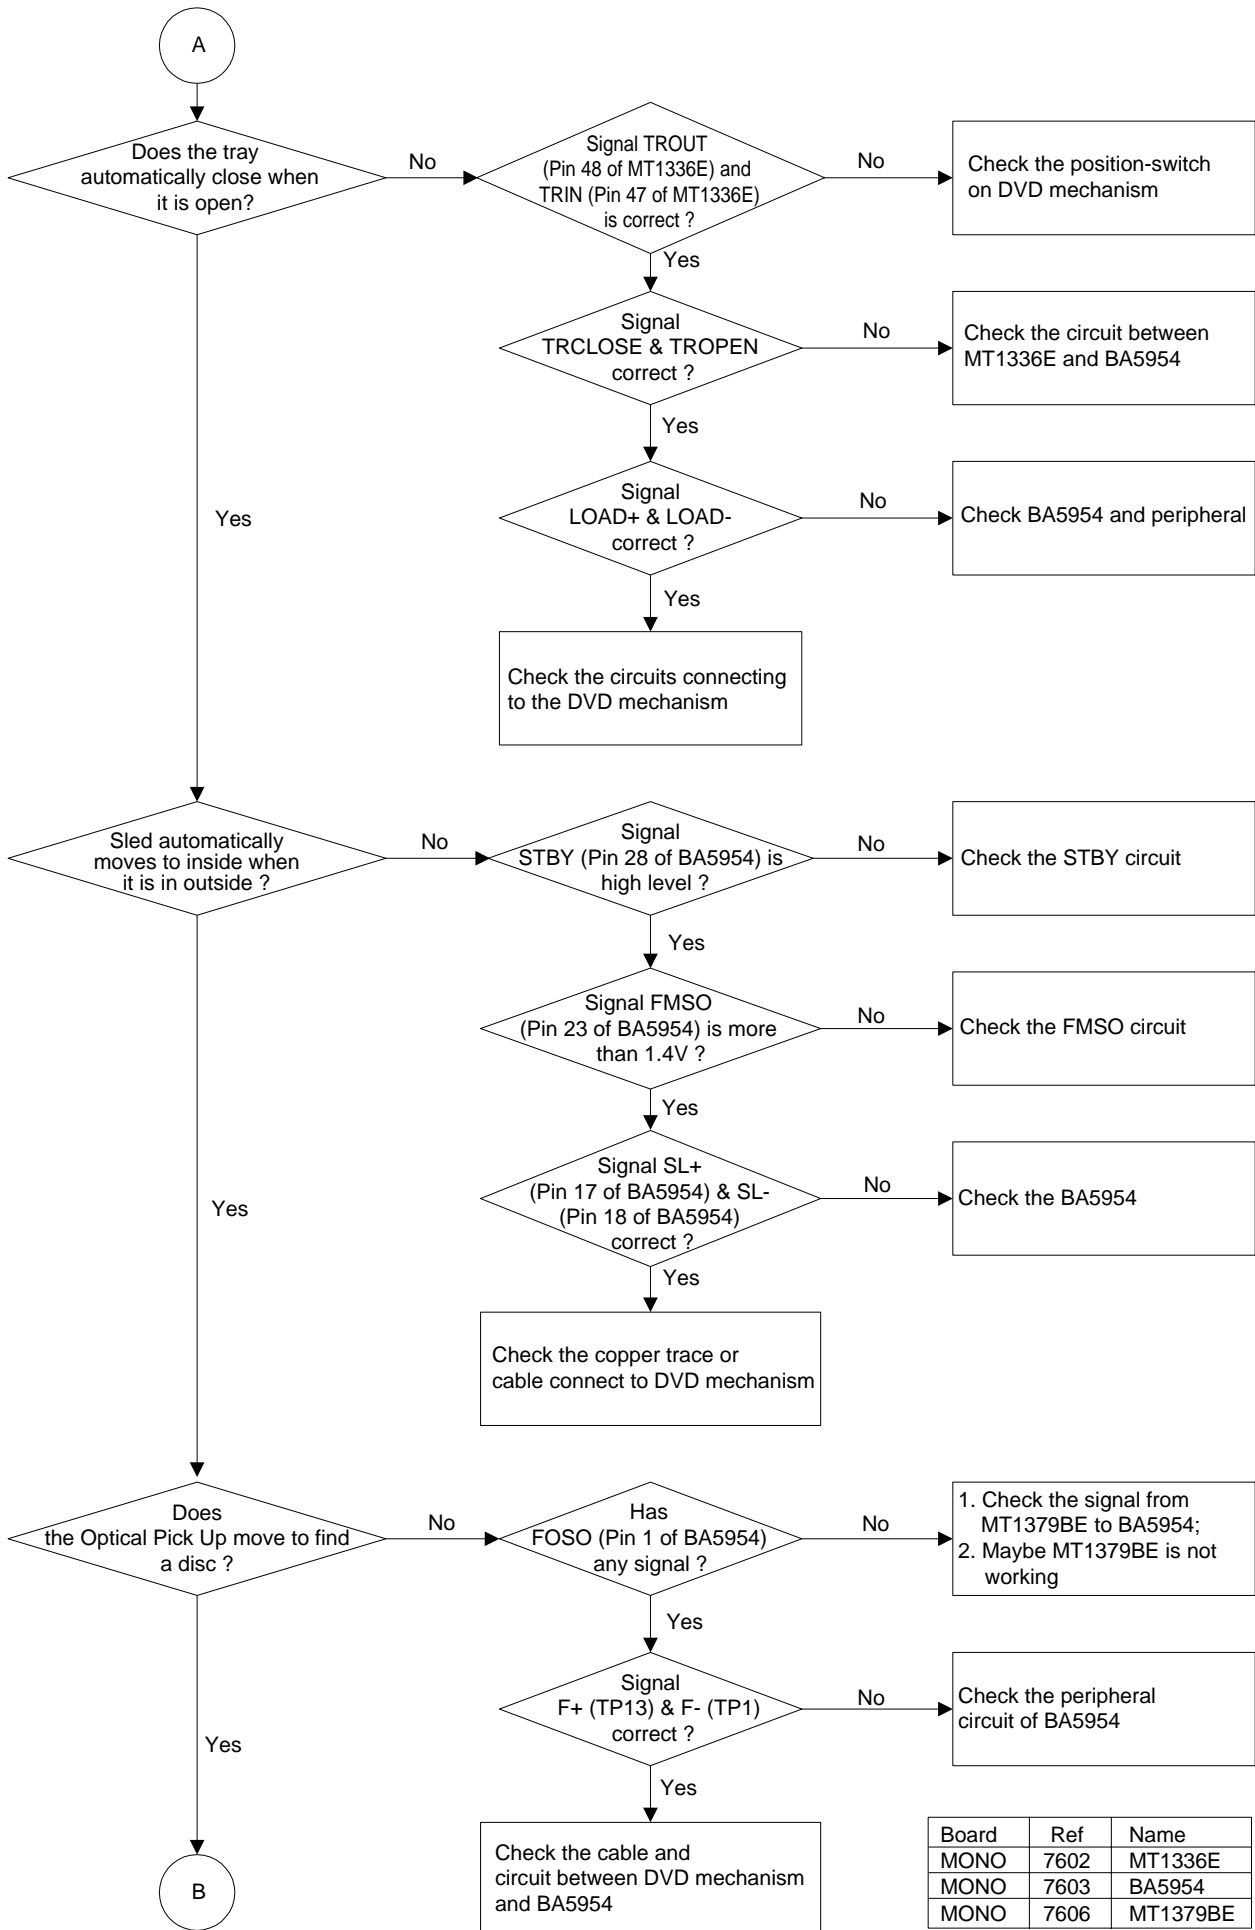 A
Does the tray
automatically close when
it is open?
No
Signal TROUT
(Pin 48 of MT1336E) and
TRIN (Pin 47 of MT1336E)
is correct ?
No
Check the position-switch
on DVD mechanism
Yes
Signal
TRCLOSE & TROPEN
correct ?
No
Check the circuit between
MT1336E and BA5954
Yes
Signal
LOAD+ & LOAD-
correct ?
No
Check BA5954 and peripheral
Yes
Yes
Check the circuits connecting
to the DVD mechanism
Sled automatically
moves to inside when
it is in outside ?
No
Signal
STBY (Pin 28 of BA5954) is
high level ?
No
Check the STBY circuit
Yes
Signal FMSO
(Pin 23 of BA5954) is more
than 1.4V ?
No
Check the FMSO circuit
Yes
Signal SL+
(Pin 17 of BA5954) & SL-
(Pin 18 of BA5954)
correct ?
No
Check the BA5954
Yes
Yes
Check the copper trace or
cable connect to DVD mechanism
Does
the Optical Pick Up move to find
a disc ?
No
Has
FOSO (Pin 1 of BA5954)
any signal ?
No
1. Check the signal from
MT1379BE to BA5954;
2. Maybe MT1379BE is not
working
Yes
Signal
F+ (TP13) & F- (TP1)
correct ?
No
Check the peripheral
circuit of BA5954
Yes
Yes
Check the cable and
circuit between DVD mechanism
and BA5954
B
Board Ref Name
MONO 7602 MT1336E
MONO 7603 BA5954
MONO 7606 MT1379BE